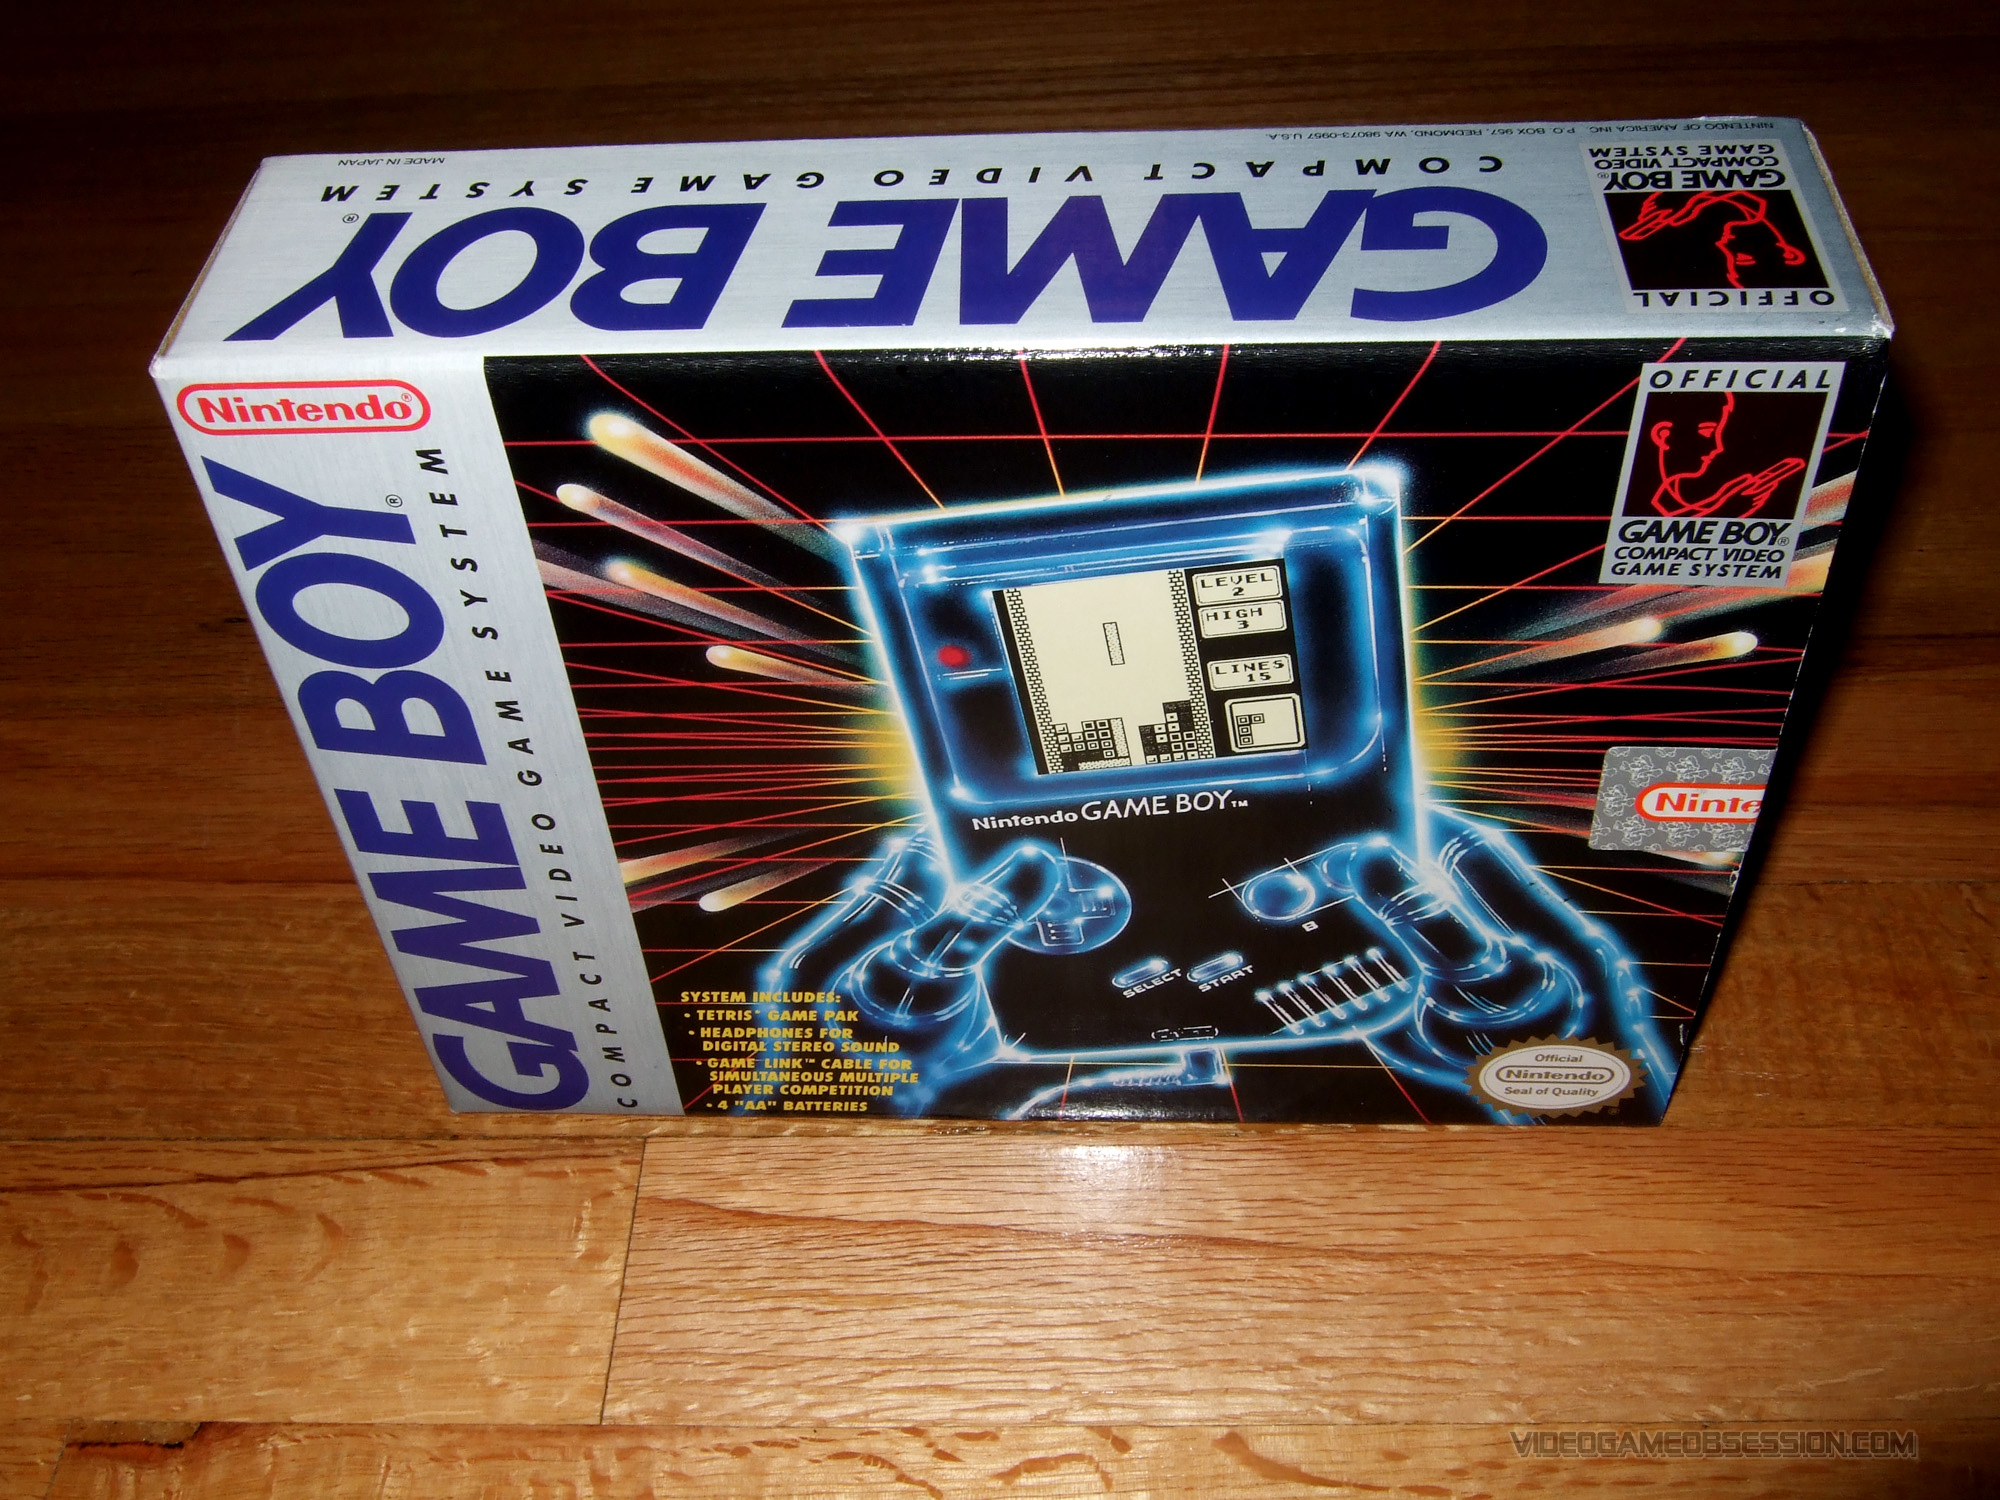 NINTENDO OF AMERICA INC. P.O. BOX 957, REDMOND, WA 98073-0957 U.S.A.
MADE IN JAPAN
COMPACT VIDEO GAME SYSTEM
GAME BOY®
OFFICIAL
GAME BOY®
COMPACT VIDEO
GAME SYSTEM
Nintendo®
GAME BOY®
COMPACT VIDEO GAME SYSTEM
OFFICIAL
GAME BOY®
COMPACT VIDEO
GAME SYSTEM
LEVEL
2
HIGH
3
LINES
15
Nintendo GAME BOY™
B
SELECT
START
Ninte
SYSTEM INCLUDES:
• TETRIS® GAME PAK
• HEADPHONES FOR
DIGITAL STEREO SOUND
• GAME LINK™ CABLE FOR
SIMULTANEOUS MULTIPLE
PLAYER COMPETITION
• 4 "AA" BATTERIES
Official
Nintendo
Seal of Quality
VIDEOGAMEOBSESSION.COM